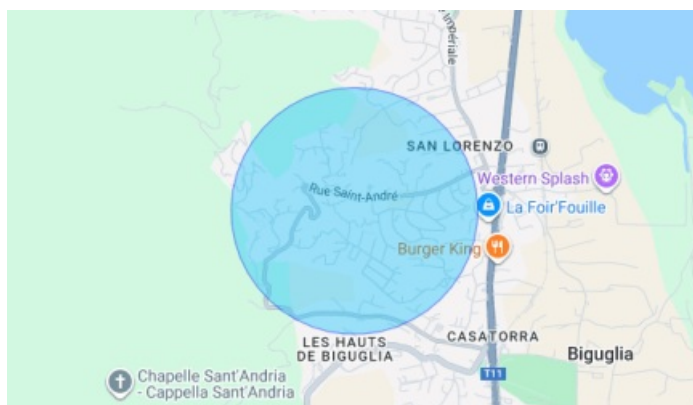 Impériale
SAN LORENZO
Western Splash
Rue Saint-André
La Foir'Fouille
Burger King
CASATORRA
LES HAUTS
DE BIGUGLIA
Biguglia
T11
Chapelle Sant'Andria
- Cappella Sant'Andria